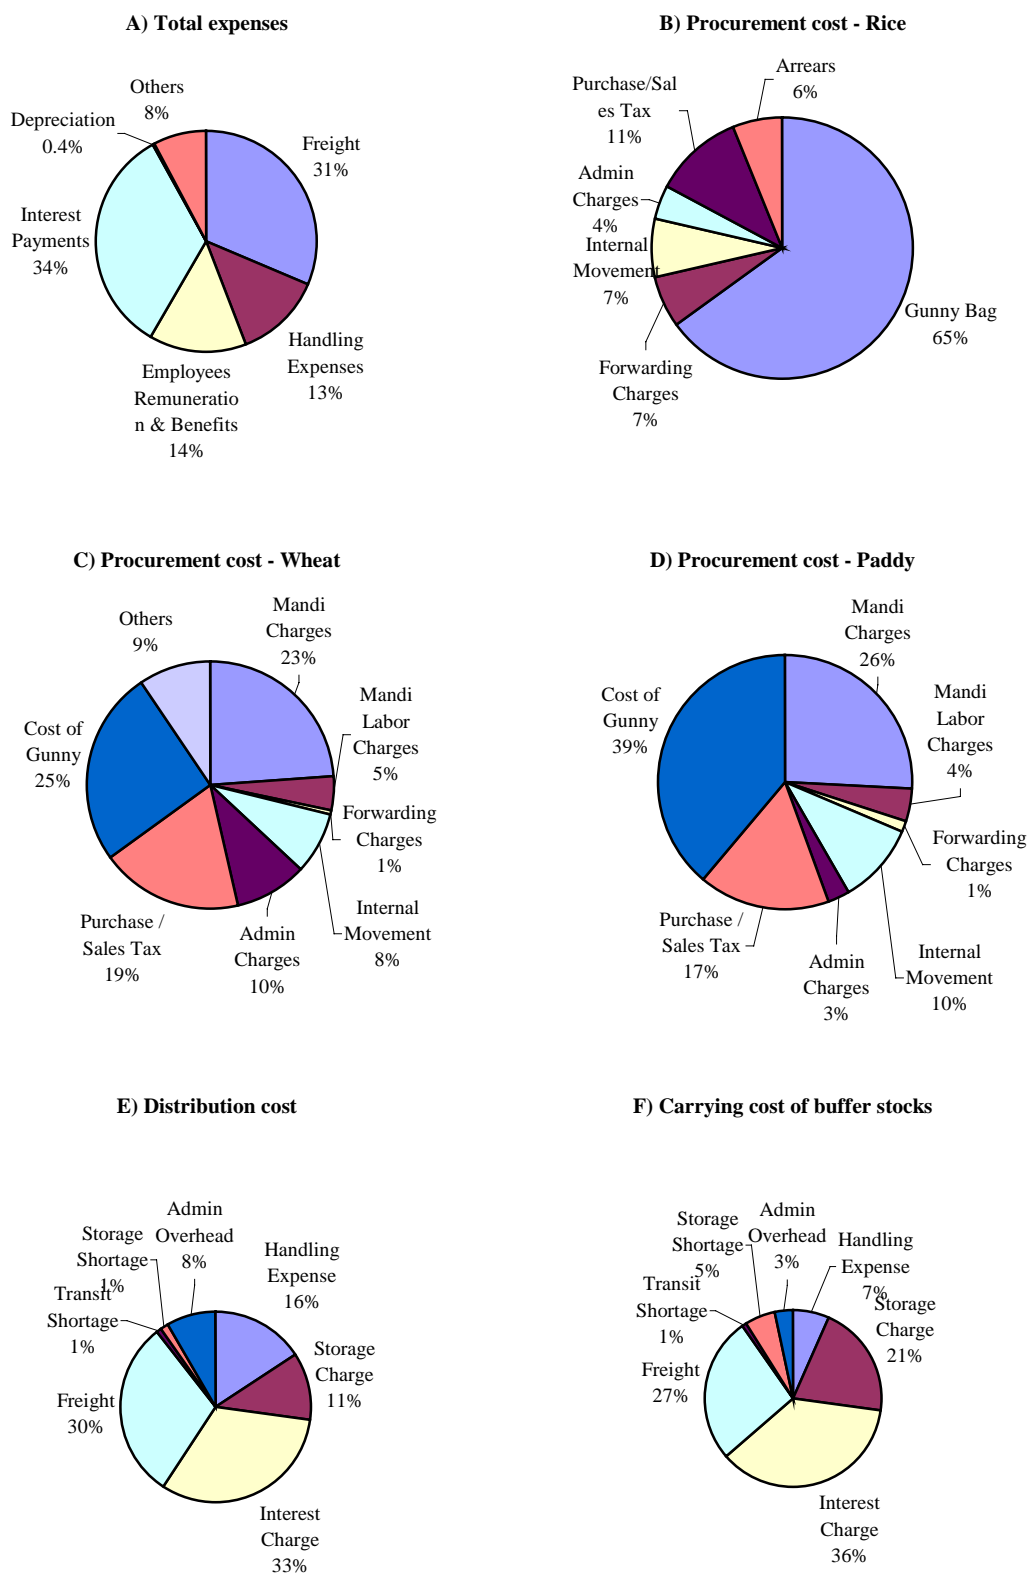 A) Total expenses
Others
8%
Depreciation
0.4%
Freight
31%
Interest
Payments
34%
Handling
Expenses
13%
Employees
Remuneratio
n & Benefits
14%
B) Procurement cost - Rice
Arrears
6%
Purchase/Sal
es Tax
11%
Admin
Charges
4%
Internal
Movement
7%
Gunny Bag
65%
Forwarding
Charges
7%
C) Procurement cost - Wheat
Others
9%
Mandi
Charges
23%
Mandi
Labor
Charges
5%
Cost of
Gunny
25%
Forwarding
Charges
1%
Internal
Movement
8%
Purchase /
Sales Tax
19%
Admin
Charges
10%
D) Procurement cost - Paddy
Mandi
Charges
26%
Cost of
Gunny
39%
Mandi
Labor
Charges
4%
Forwarding
Charges
1%
Purchase /
Sales Tax
17%
Admin
Charges
3%
Internal
Movement
10%
E) Distribution cost
Admin
Overhead
8%
Storage
Shortage
1%
Handling
Expense
16%
Transit
Shortage
1%
Storage
Charge
11%
Freight
30%
Interest
Charge
33%
F) Carrying cost of buffer stocks
Admin
Overhead
3%
Storage
Shortage
5%
Handling
Expense
7%
Transit
Shortage
1%
Storage
Charge
21%
Freight
27%
Interest
Charge
36%